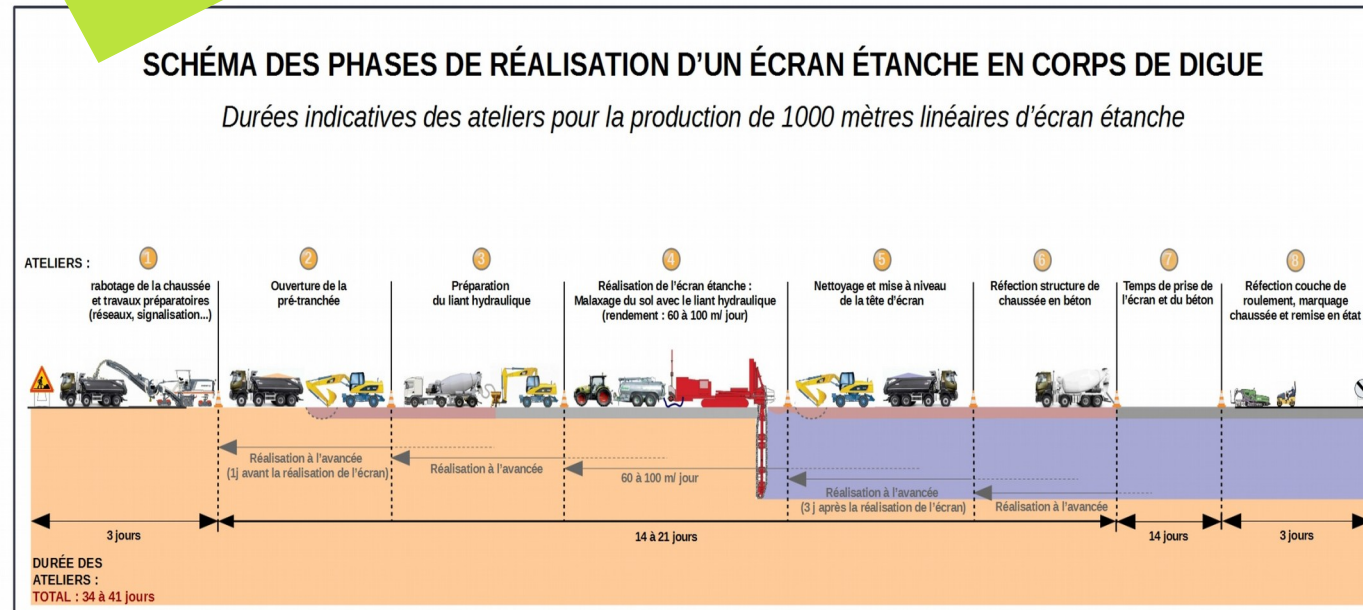 SCHÉMA DES PHASES DE RÉALISATION D'UN ÉCRAN ÉTANCHE EN CORPS DE DIGUE
Durées indicatives des ateliers pour la production de 1000 mètres linéaires d'écran étanche
ATELIERS :
1
rabotage de la chaussée
et travaux préparatoires
(réseaux, signalisation...)
2
Ouverture de la
pré-tranchée
3
Préparation
du liant hydraulique
4
Réalisation de l'écran étanche :
Malaxage du sol avec le liant hydraulique
(rendement : 60 à 100 m/ jour)
5
Nettoyage et mise à niveau
de la tête d'écran
6
Réfection structure de
chaussée en béton
7
Temps de prise de
l'écran et du béton
8
Réfection couche de
roulement, marquage
chaussée et remise en état
Réalisation à l'avancée
(1j avant la réalisation de l'écran)
Réalisation à l'avancée
60 à 100 m/ jour
Réalisation à l'avancée
(3 j après la réalisation de l'écran)
Réalisation à l'avancée
3 jours
14 à 21 jours
14 jours
3 jours
DURÉE DES
ATELIERS :
TOTAL : 34 à 41 jours